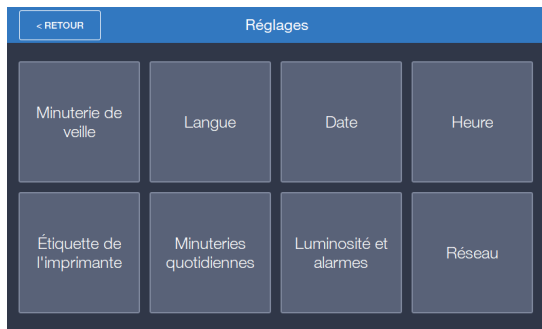 < RETOUR
Réglages
Minuterie de
veille
Langue
Date
Heure
Étiquette de
l'imprimante
Minuteries
quotidiennes
Luminosité et
alarmes
Réseau